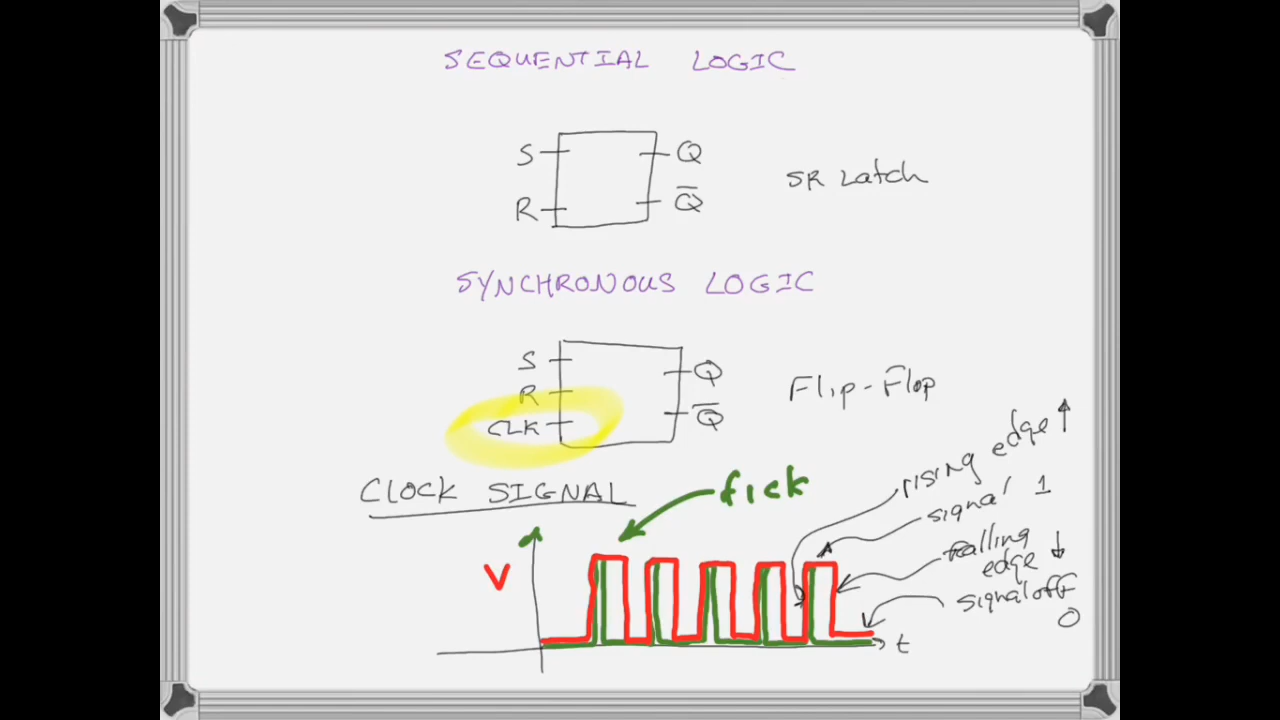 SEQUENTIAL LOGIC
S Q
SR Latch
R Q̅
SYNCHRONOUS LOGIC
S
Q
R
Flip-Flop
CLK
Q̅
rising edge ↑
CLOCK SIGNAL
tick
signal 1
falling
edge ↓
V
signal off
0
t